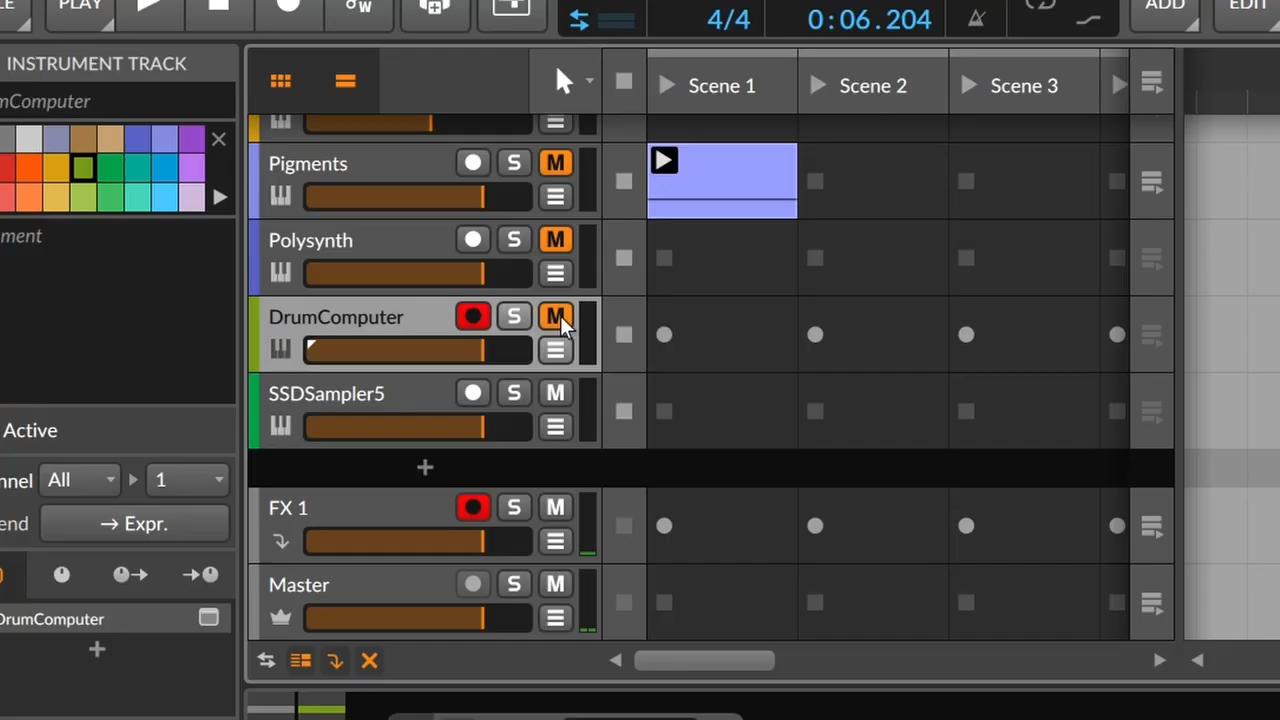 PLAY
4/4
0:06.204
ADD
EDIT
INSTRUMENT TRACK
mComputer
Scene 1
Scene 2
Scene 3
Pigments
S
M
Polysynth
S
M
ment
DrumComputer
S
M
SSDSampler5
S
M
Active
nnel
All
1
end
→ Expr.
FX 1
S
M
DrumComputer
Master
S
M